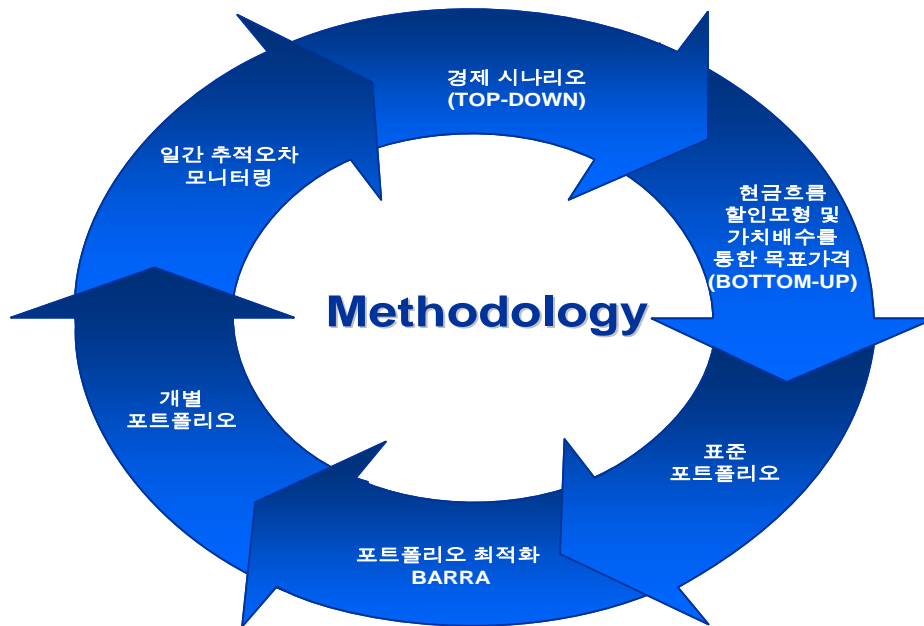 경제 시나리오
(TOP-DOWN)
현금흐름
할인모형 및
가치배수를
통한 목표가격
(BOTTOM-UP)
표준
포트폴리오
포트폴리오 최적화
BARRA
개별
포트폴리오
일간 추적오차
모니터링
Methodology